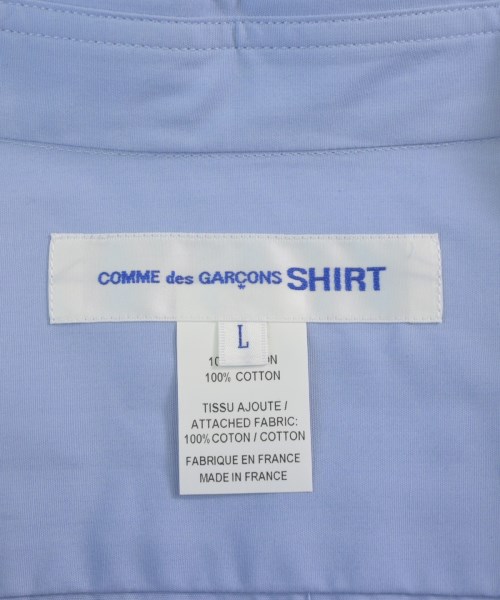 COMME des GARÇONS SHIRT
L
100% COTTON
TISSU AJOUTE /
ATTACHED FABRIC:
100% COTON / COTTON
FABRIQUE EN FRANCE
MADE IN FRANCE